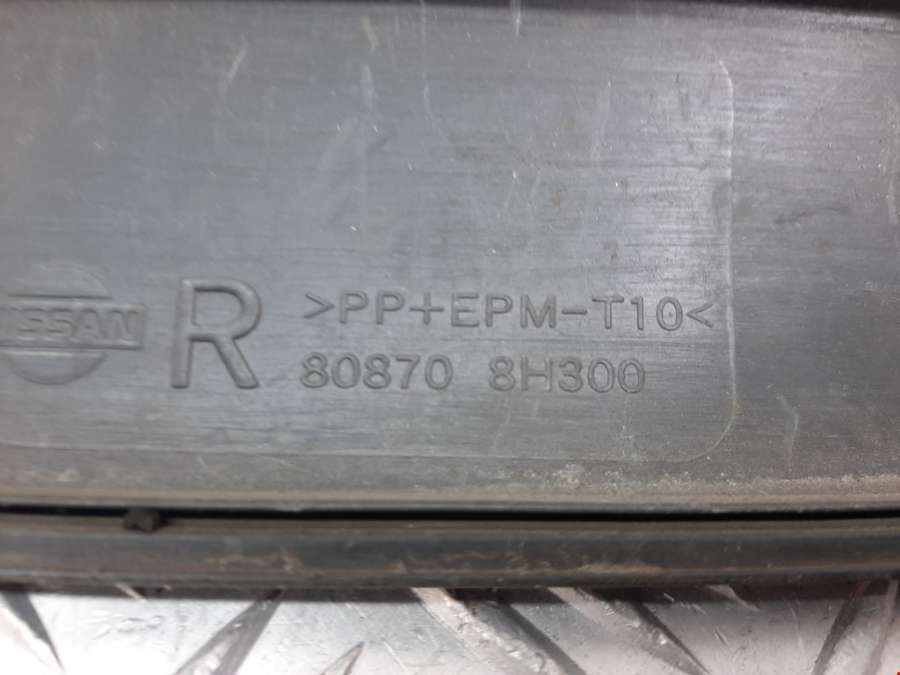 NISSAN
R
>PP+EPM-T10<
80870 8H300